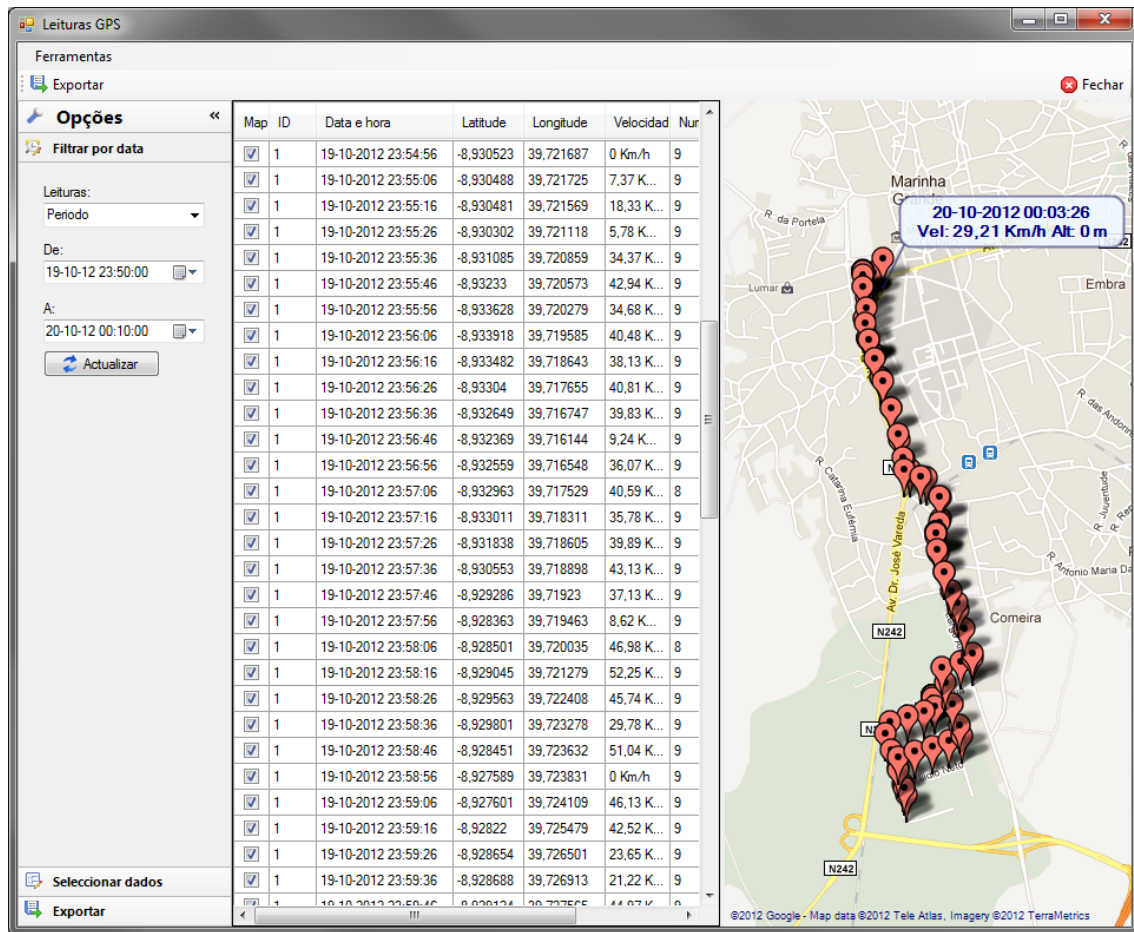 Leituras GPS
Ferramentas
Exportar
Fechar
Opções «
Filtrar por data
Leituras:
Periodo
De:
19-10-12 23:50:00
A:
20-10-12 00:10:00
Actualizar
Seleccionar dados
Exportar
Map ID Data e hora Latitude Longitude Velocidad Nur
1 19-10-2012 23:54:56 -8,930523 39,721687 0 Km/h 9
1 19-10-2012 23:55:06 -8,930488 39,721725 7,37 K... 9
1 19-10-2012 23:55:16 -8,930481 39,721569 18,33 K... 9
1 19-10-2012 23:55:26 -8,930302 39,721118 5,78 K... 9
1 19-10-2012 23:55:36 -8,931085 39,720859 34,37 K... 9
1 19-10-2012 23:55:46 -8,93233 39,720573 42,94 K... 9
1 19-10-2012 23:55:56 -8,933628 39,720279 34,68 K... 9
1 19-10-2012 23:56:06 -8,933918 39,719585 40,48 K... 9
1 19-10-2012 23:56:16 -8,933482 39,718643 38,13 K... 9
1 19-10-2012 23:56:26 -8,93304 39,717655 40,81 K... 9
1 19-10-2012 23:56:36 -8,932649 39,716747 39,83 K... 9
1 19-10-2012 23:56:46 -8,932369 39,716144 9,24 K... 9
1 19-10-2012 23:56:56 -8,932559 39,716548 36,07 K... 9
1 19-10-2012 23:57:06 -8,932963 39,717529 40,59 K... 8
1 19-10-2012 23:57:16 -8,933011 39,718311 35,78 K... 9
1 19-10-2012 23:57:26 -8,931838 39,718605 39,89 K... 9
1 19-10-2012 23:57:36 -8,930553 39,718898 43,13 K... 9
1 19-10-2012 23:57:46 -8,929286 39,71923 37,13 K... 9
1 19-10-2012 23:57:56 -8,928363 39,719463 8,62 K... 9
1 19-10-2012 23:58:06 -8,928501 39,720035 46,98 K... 8
1 19-10-2012 23:58:16 -8,929045 39,721279 52,25 K... 9
1 19-10-2012 23:58:26 -8,929563 39,722408 45,74 K... 9
1 19-10-2012 23:58:36 -8,929801 39,723278 29,78 K... 9
1 19-10-2012 23:58:46 -8,928451 39,723632 51,04 K... 9
1 19-10-2012 23:58:56 -8,927589 39,723831 0 Km/h 9
1 19-10-2012 23:59:06 -8,927601 39,724109 46,13 K... 9
1 19-10-2012 23:59:16 -8,92822 39,725479 42,52 K... 9
1 19-10-2012 23:59:26 -8,928654 39,726501 23,65 K... 9
1 19-10-2012 23:59:36 -8,928688 39,726913 21,22 K... 9
Marinha
R. da Portela
20-10-2012 00:03:26
Vel: 29,21 Km/h Alt: 0 m
Lumar
Embra
R. das Andorin
R. Catarina Eufémia
R. Juventude
Av. Dr. José Vareda
R. Antonio Maria Da
Comeira
N242
N242
©2012 Google - Map data ©2012 Tele Atlas, Imagery ©2012 TerraMetrics